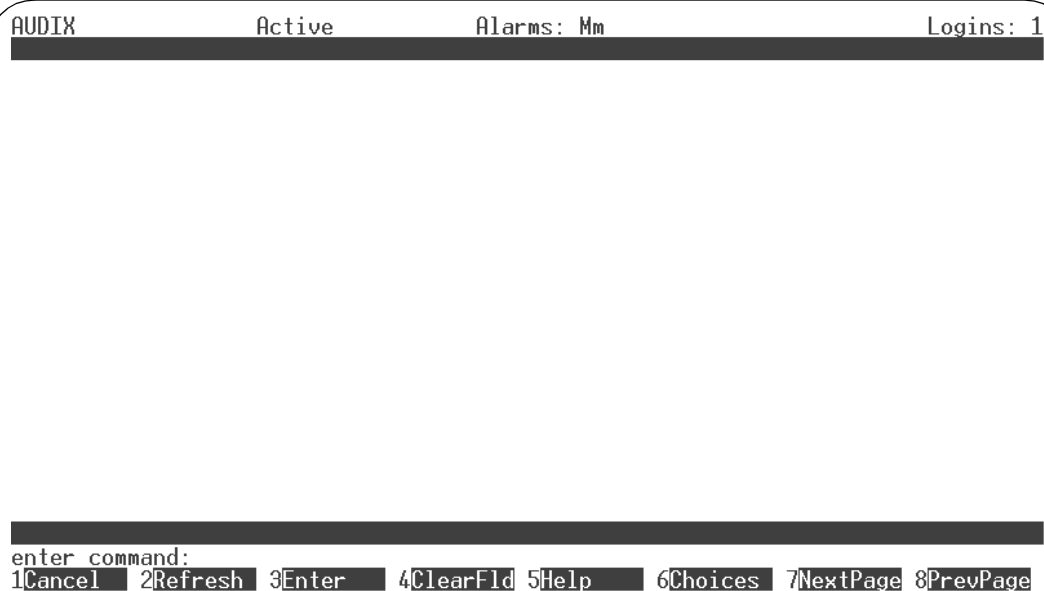 AUDIX Active Alarms: Mm Logins: 1
enter command:
1Cancel 2Refresh 3Enter 4ClearFld 5Help 6Choices 7NextPage 8PrevPage